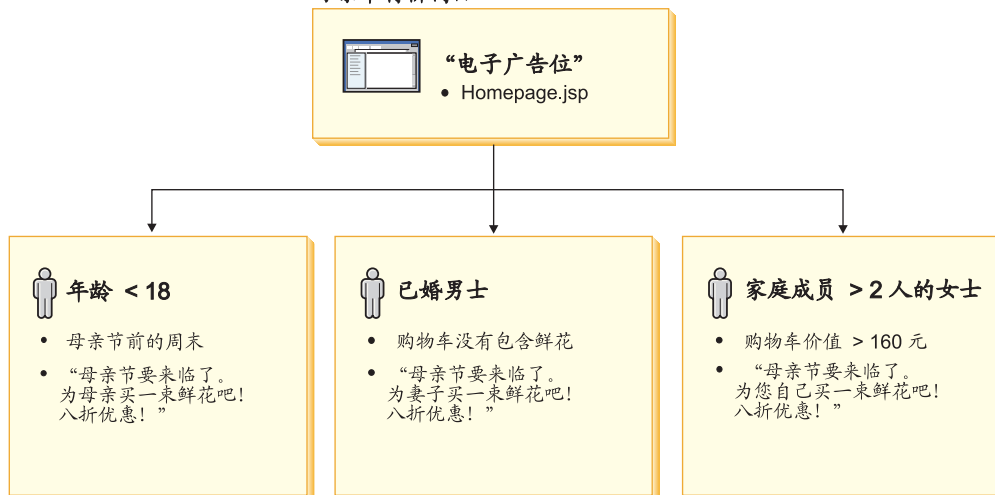 “电子广告位”
• Homepage.jsp
年龄 < 18
• 母亲节前的周末
• “母亲节要来临了。
为母亲买一束鲜花吧!
八折优惠!”
已婚男士
• 购物车没有包含鲜花
• “母亲节要来临了。
为妻子买一束鲜花吧!
八折优惠!”
家庭成员 > 2 人的女士
• 购物车价值 > 160 元
• “母亲节要来临了。
为您自己买一束鲜花吧!
八折优惠!”